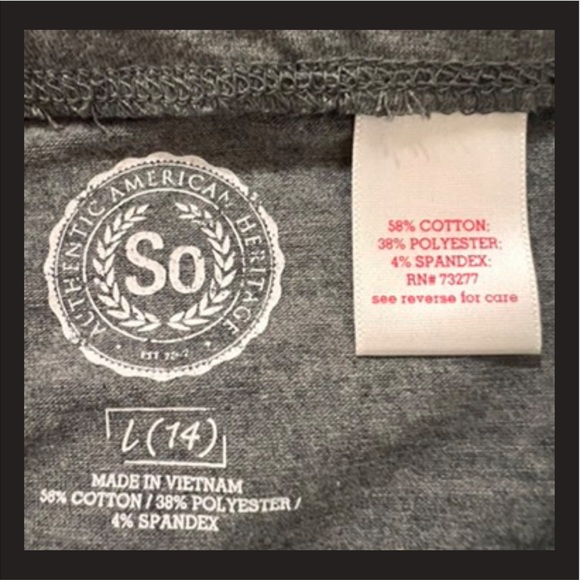 AUTHENTIC AMERICAN HERITAGE
So
EST
L (14)
MADE IN VIETNAM
58% COTTON / 38% POLYESTER /
4% SPANDEX
58% COTTON:
38% POLYESTER:
4% SPANDEX:
RN# 73277
see reverse for care